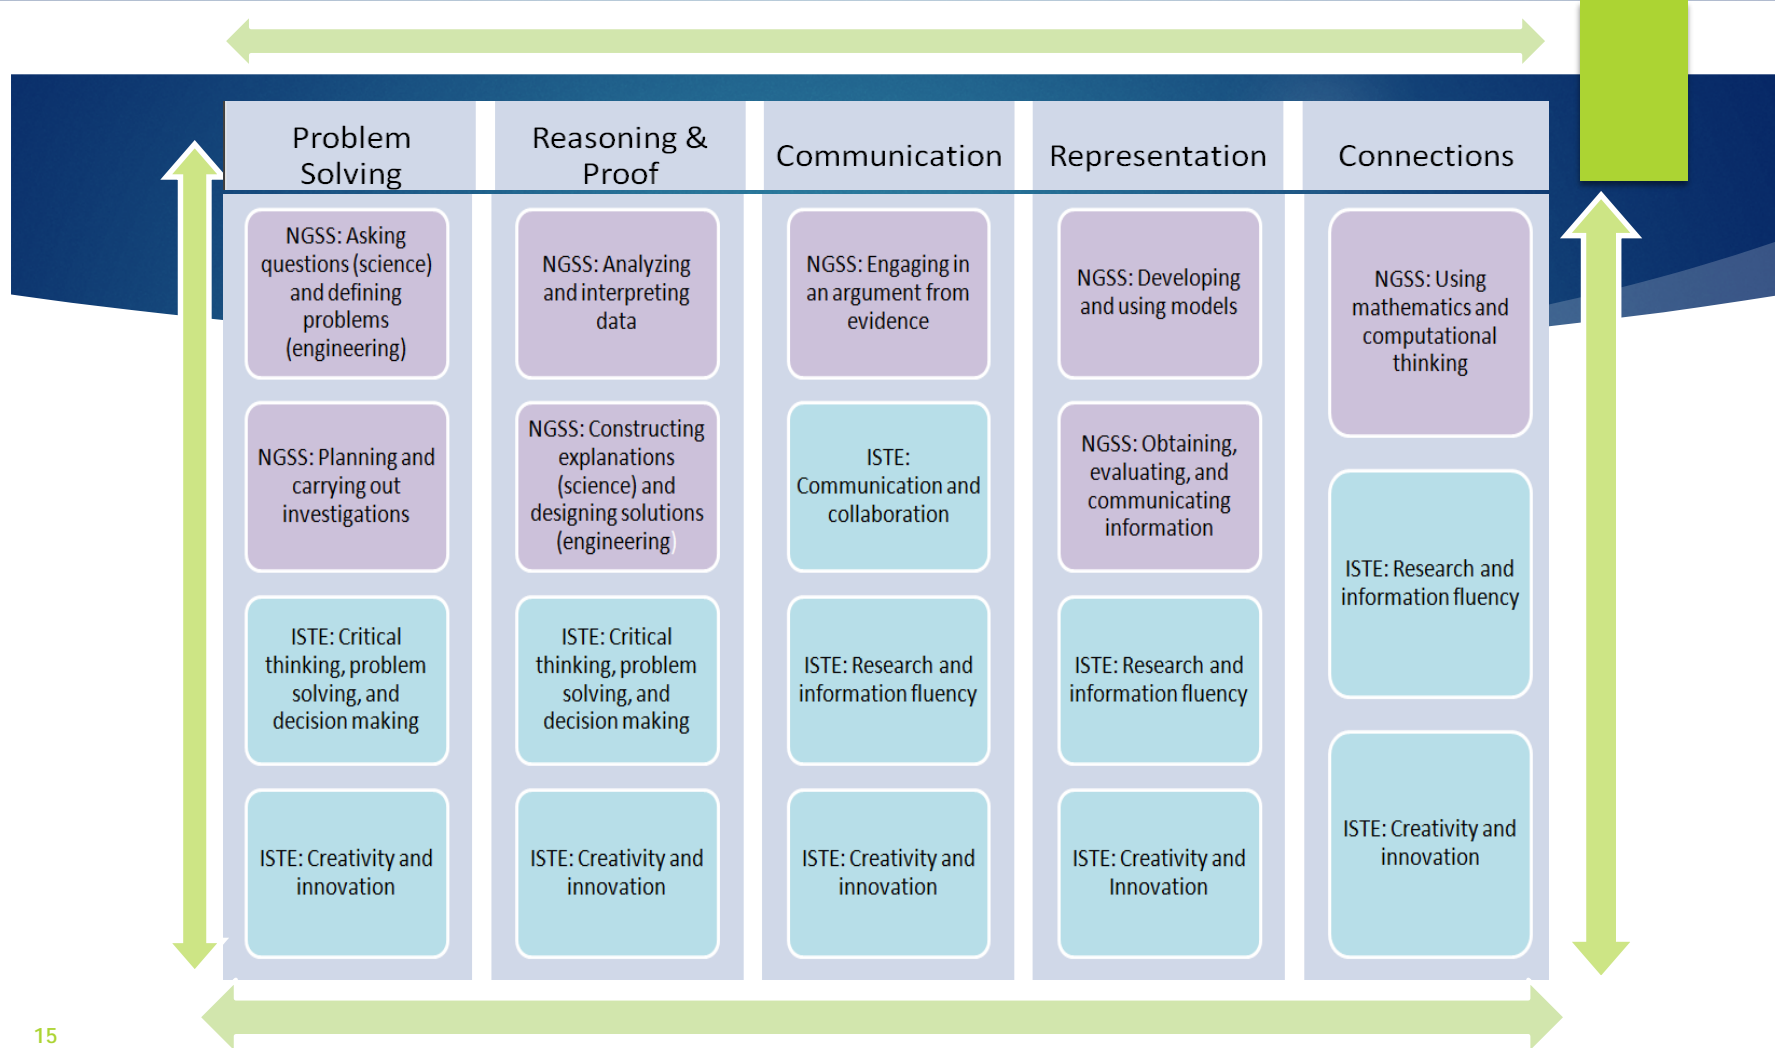 Problem
Solving
Reasoning &
Proof
Communication
Representation
Connections
NGSS: Asking
questions (science)
and defining
problems
(engineering)
NGSS: Planning and
carrying out
investigations
ISTE: Critical
thinking, problem
solving, and
decision making
ISTE: Creativity and
innovation
NGSS: Analyzing
and interpreting
data
NGSS: Constructing
explanations
(science) and
designing solutions
(engineering)
ISTE: Critical
thinking, problem
solving, and
decision making
ISTE: Creativity and
innovation
NGSS: Engaging in
an argument from
evidence
ISTE:
Communication and
collaboration
ISTE: Research and
information fluency
ISTE: Creativity and
innovation
NGSS: Developing
and using models
NGSS: Obtaining,
evaluating, and
communicating
information
ISTE: Research and
information fluency
ISTE: Creativity and
Innovation
NGSS: Using
mathematics and
computational
thinking
ISTE: Research and
information fluency
ISTE: Creativity and
innovation
15